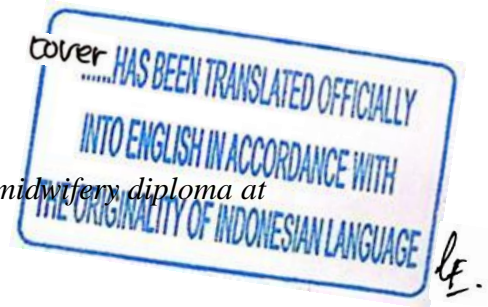 cover
......HAS BEEN TRANSLATED OFFICIALLY
INTO ENGLISH IN ACCORDANCE WITH
midwifery diploma at
THE ORIGINALITY OF INDONESIAN LANGUAGE